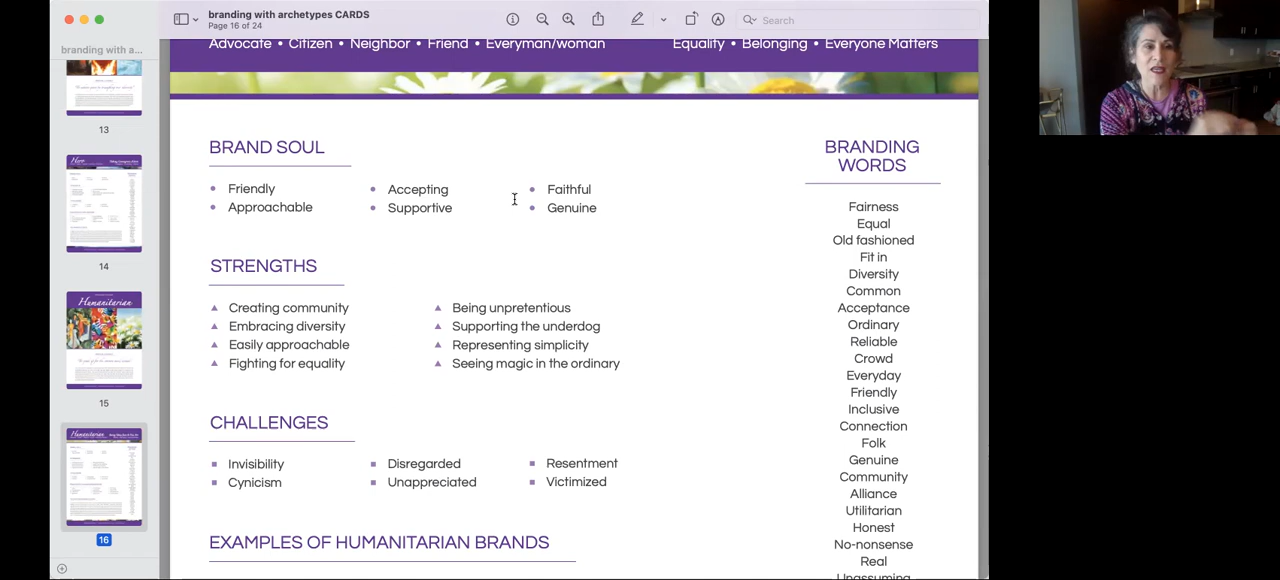 branding with archetypes CARDS
Page 16 of 24
Search
branding with a...
13
14
Humanitarian
15
16
Advocate • Citizen • Neighbor • Friend • Everyman/woman
Equality • Belonging • Everyone Matters
BRAND SOUL
Friendly
Approachable
Accepting
Supportive
Faithful
Genuine
STRENGTHS
Creating community
Embracing diversity
Easily approachable
Fighting for equality
Being unpretentious
Supporting the underdog
Representing simplicity
Seeing magic in the ordinary
CHALLENGES
Invisibility
Cynicism
Disregarded
Unappreciated
Resentment
Victimized
EXAMPLES OF HUMANITARIAN BRANDS
BRANDING
WORDS
Fairness
Equal
Old fashioned
Fit in
Diversity
Common
Acceptance
Ordinary
Reliable
Crowd
Everyday
Friendly
Inclusive
Connection
Folk
Genuine
Community
Alliance
Utilitarian
Honest
No-nonsense
Real
Unassuming